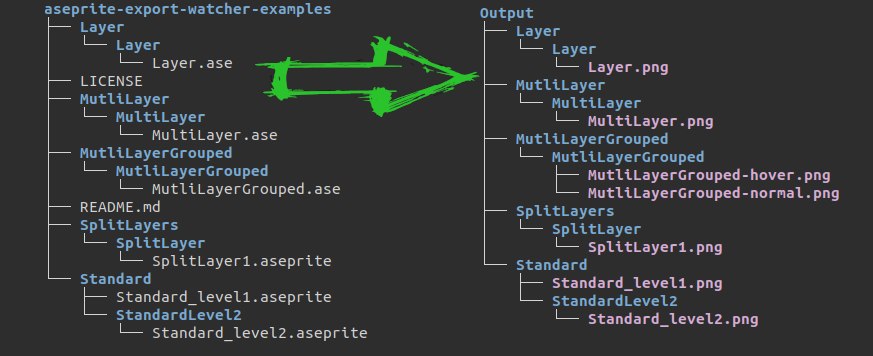 aseprite-export-watcher-examples
Layer
Layer
Layer.ase
LICENSE
MutliLayer
MultiLayer
MultiLayer.ase
MutliLayerGrouped
MutliLayerGrouped
MutliLayerGrouped.ase
README.md
SplitLayers
SplitLayer
SplitLayer1.aseprite
Standard
Standard_level1.aseprite
StandardLevel2
Standard_level2.aseprite
Output
Layer
Layer
Layer.png
MutliLayer
MultiLayer
MultiLayer.png
MutliLayerGrouped
MutliLayerGrouped
MutliLayerGrouped-hover.png
MutliLayerGrouped-normal.png
SplitLayers
SplitLayer
SplitLayer1.png
Standard
Standard_level1.png
StandardLevel2
Standard_level2.png